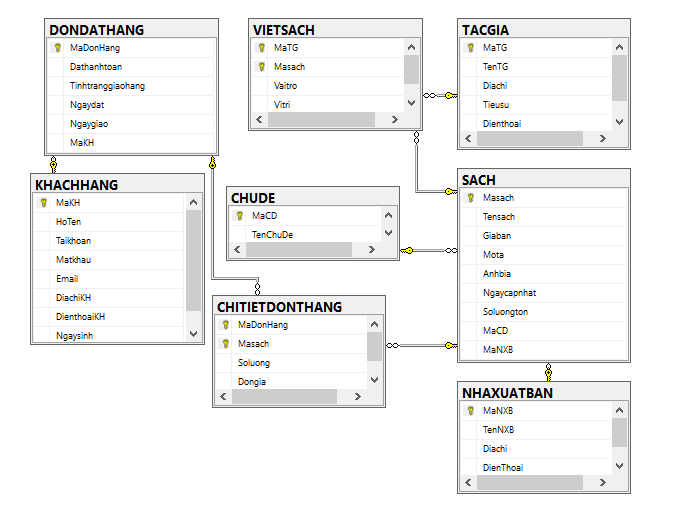 DONDATHANG
MaDonHang
Dathanhtoan
Tinhtranggiaohang
Ngaydat
Ngaygiao
MaKH
VIETSACH
MaTG
Masach
Vaitro
Vitri
TACGIA
MaTG
TenTG
Diachi
Tieusu
Dienthoai
KHACHHANG
MaKH
HoTen
Taikhoan
Matkhau
Email
DiachiKH
DienthoaiKH
Ngaysinh
CHUDE
MaCD
TenChuDe
SACH
Masach
Tensach
Giaban
Mota
Anhbia
Ngaycapnhat
Soluongton
MaCD
MaNXB
CHITIETDONTHANG
MaDonHang
Masach
Soluong
Dongia
NHAXUATBAN
MaNXB
TenNXB
Diachi
DienThoai